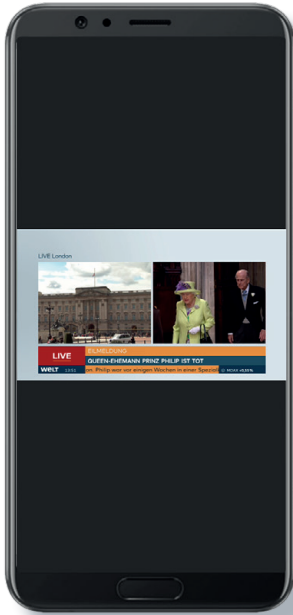 LIVE London
LIVE
EILMELDUNG
QUEEN-EHEMANN PRINZ PHILIP IST TOT
WELT
on. Philip war vor einigen Wochen in einer Spezial